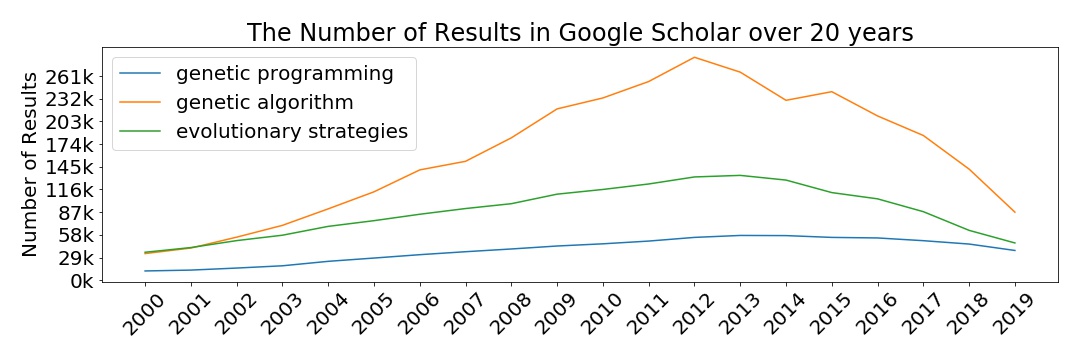 The Number of Results in Google Scholar over 20 years
genetic programming
genetic algorithm
evolutionary strategies
Number of Results
261k
232k
203k
174k
145k
116k
87k
58k
29k
0k
2000
2001
2002
2003
2004
2005
2006
2007
2008
2009
2010
2011
2012
2013
2014
2015
2016
2017
2018
2019